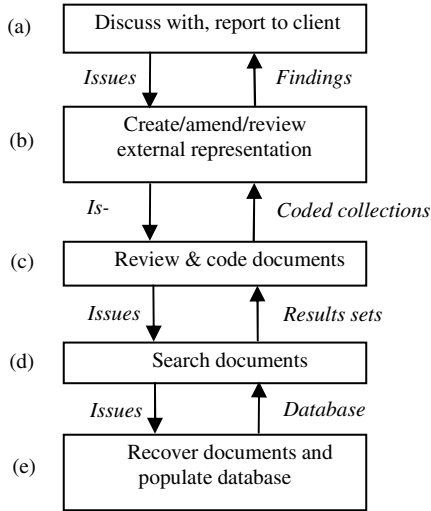 (a)
Discuss with, report to client
Issues
Findings
(b)
Create/amend/review
external representation
Is-
Coded collections
(c)
Review & code documents
Issues
Results sets
(d)
Search documents
Issues
Database
(e)
Recover documents and
populate database